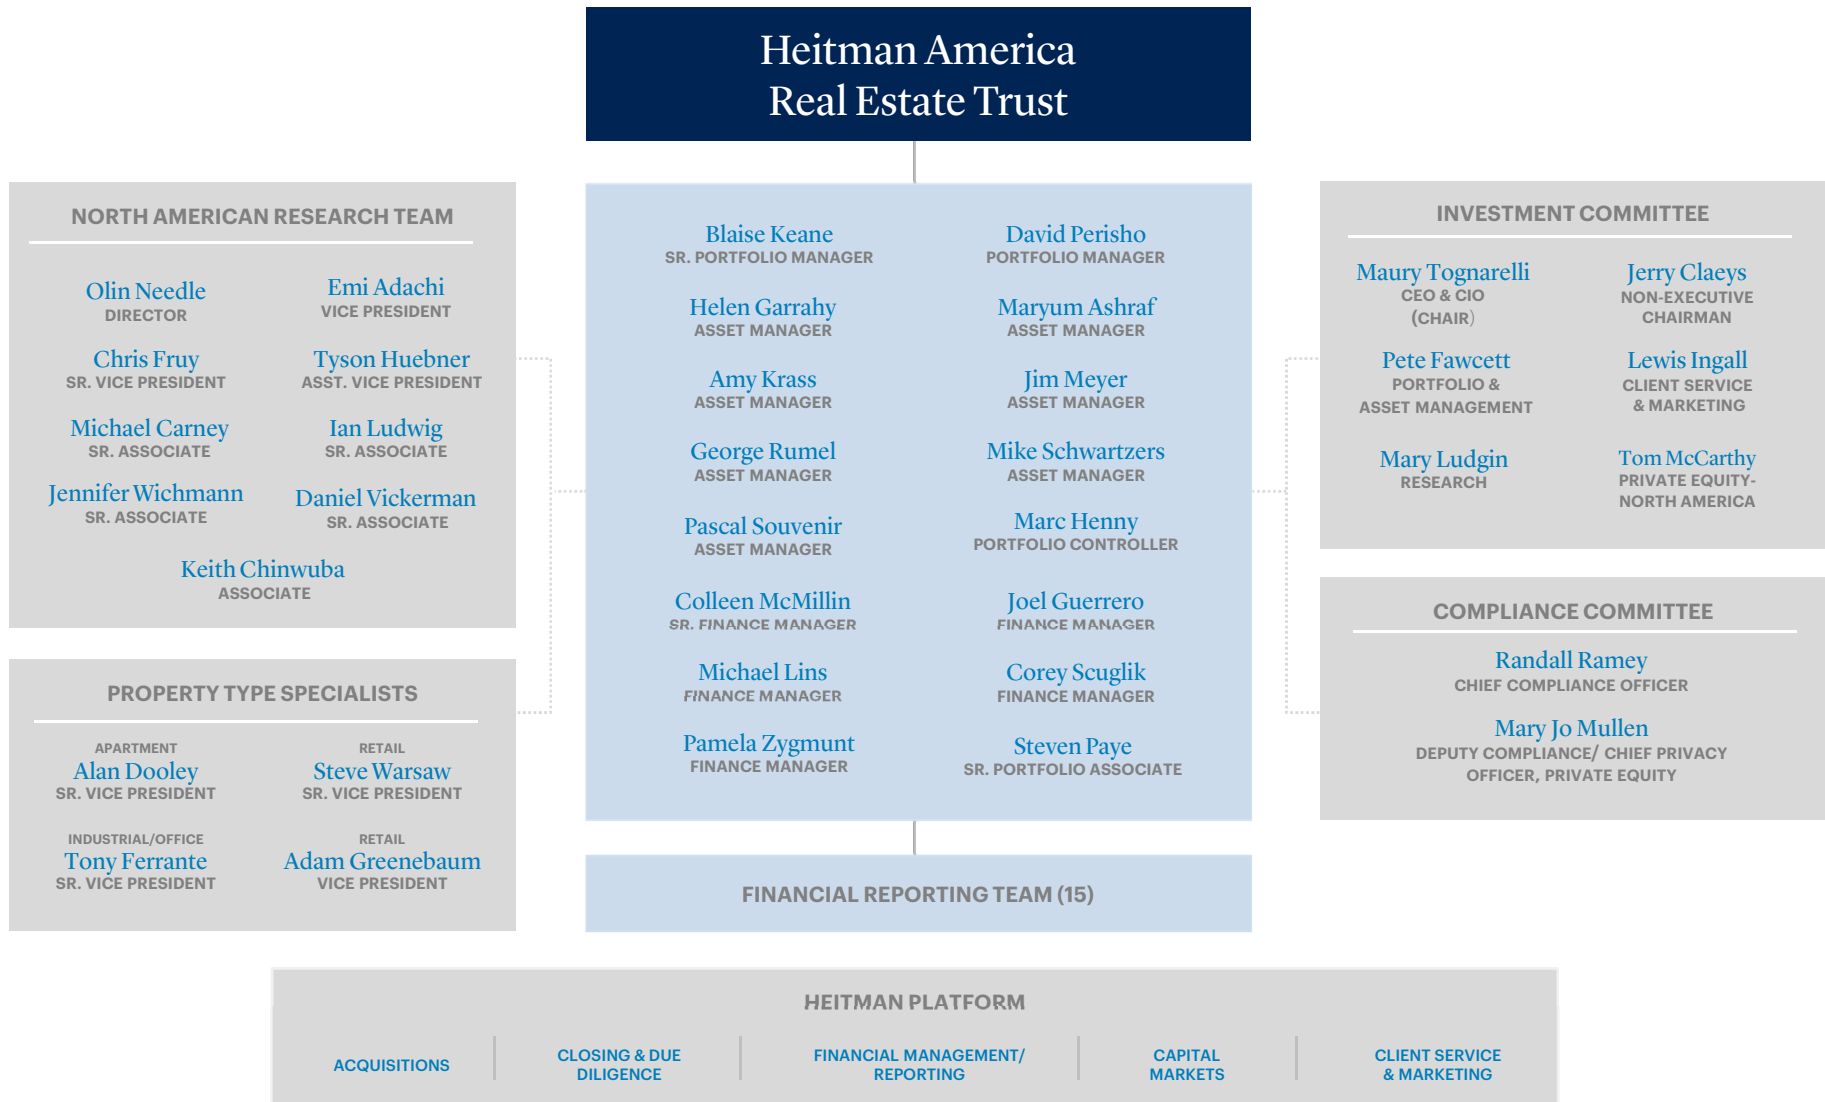 Heitman America
Real Estate Trust
NORTH AMERICAN RESEARCH TEAM
Olin Needle
DIRECTOR
Emi Adachi
VICE PRESIDENT
Chris Fruy
SR. VICE PRESIDENT
Tyson Huebner
ASST. VICE PRESIDENT
Michael Carney
SR. ASSOCIATE
Ian Ludwig
SR. ASSOCIATE
Jennifer Wichmann
SR. ASSOCIATE
Daniel Vickerman
SR. ASSOCIATE
Keith Chinwuba
ASSOCIATE
PROPERTY TYPE SPECIALISTS
APARTMENT
Alan Dooley
SR. VICE PRESIDENT
RETAIL
Steve Warsaw
SR. VICE PRESIDENT
INDUSTRIAL/OFFICE
Tony Ferrante
SR. VICE PRESIDENT
RETAIL
Adam Greenebaum
VICE PRESIDENT
Blaise Keane
SR. PORTFOLIO MANAGER
David Perisho
PORTFOLIO MANAGER
Helen Garrahy
ASSET MANAGER
Maryum Ashraf
ASSET MANAGER
Amy Krass
ASSET MANAGER
Jim Meyer
ASSET MANAGER
George Rumel
ASSET MANAGER
Mike Schwartzers
ASSET MANAGER
Pascal Souvenir
ASSET MANAGER
Marc Henny
PORTFOLIO CONTROLLER
Colleen McMillin
SR. FINANCE MANAGER
Joel Guerrero
FINANCE MANAGER
Michael Lins
FINANCE MANAGER
Corey Scuglik
FINANCE MANAGER
Pamela Zygmunt
FINANCE MANAGER
Steven Paye
SR. PORTFOLIO ASSOCIATE
FINANCIAL REPORTING TEAM (15)
INVESTMENT COMMITTEE
Maury Tognarelli
CEO & CIO
(CHAIR)
Jerry Claeys
NON-EXECUTIVE
CHAIRMAN
Pete Fawcett
PORTFOLIO &
ASSET MANAGEMENT
Lewis Ingall
CLIENT SERVICE
& MARKETING
Mary Ludgin
RESEARCH
Tom McCarthy
PRIVATE EQUITY-
NORTH AMERICA
COMPLIANCE COMMITTEE
Randall Ramey
CHIEF COMPLIANCE OFFICER
Mary Jo Mullen
DEPUTY COMPLIANCE/ CHIEF PRIVACY
OFFICER, PRIVATE EQUITY
HEITMAN PLATFORM
ACQUISITIONS
CLOSING & DUE
DILIGENCE
FINANCIAL MANAGEMENT/
REPORTING
CAPITAL
MARKETS
CLIENT SERVICE
& MARKETING